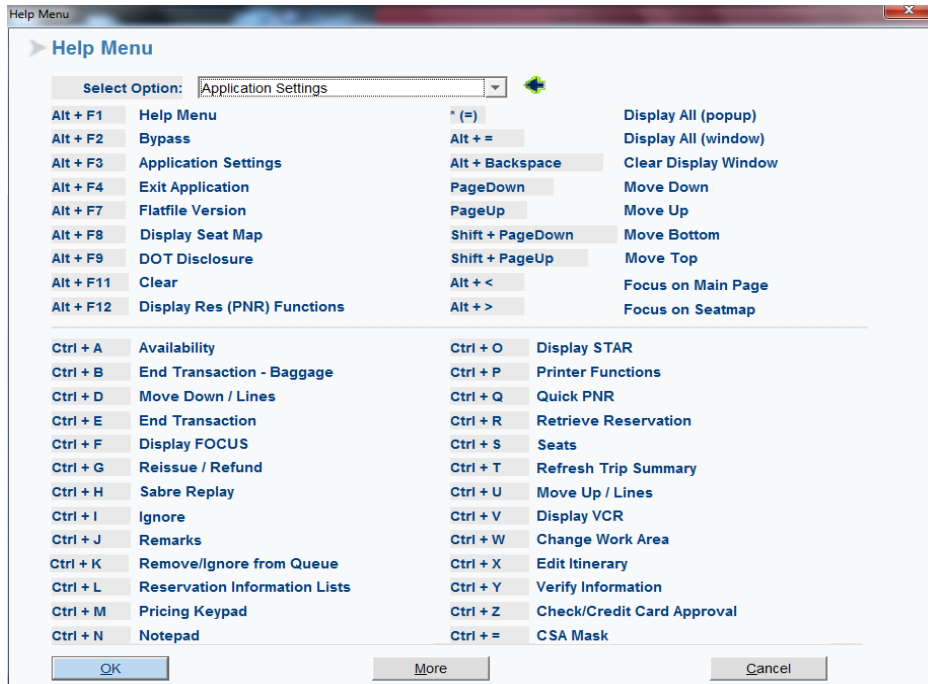 Help Menu
Help Menu
Select Option: Application Settings
Alt + F1 Help Menu * (=) Display All (popup)
Alt + F2 Bypass Alt + = Display All (window)
Alt + F3 Application Settings Alt + Backspace Clear Display Window
Alt + F4 Exit Application PageDown Move Down
Alt + F7 Flatfile Version PageUp Move Up
Alt + F8 Display Seat Map Shift + PageDown Move Bottom
Alt + F9 DOT Disclosure Shift + PageUp Move Top
Alt + F11 Clear Alt + < Focus on Main Page
Alt + F12 Display Res (PNR) Functions Alt + > Focus on Seatmap
Ctrl + A Availability Ctrl + O Display STAR
Ctrl + B End Transaction - Baggage Ctrl + P Printer Functions
Ctrl + D Move Down / Lines Ctrl + Q Quick PNR
Ctrl + E End Transaction Ctrl + R Retrieve Reservation
Ctrl + F Display FOCUS Ctrl + S Seats
Ctrl + G Reissue / Refund Ctrl + T Refresh Trip Summary
Ctrl + H Sabre Replay Ctrl + U Move Up / Lines
Ctrl + I Ignore Ctrl + V Display VCR
Ctrl + J Remarks Ctrl + W Change Work Area
Ctrl + K Remove/Ignore from Queue Ctrl + X Edit Itinerary
Ctrl + L Reservation Information Lists Ctrl + Y Verify Information
Ctrl + M Pricing Keypad Ctrl + Z Check/Credit Card Approval
Ctrl + N Notepad Ctrl + = CSA Mask
OK More Cancel